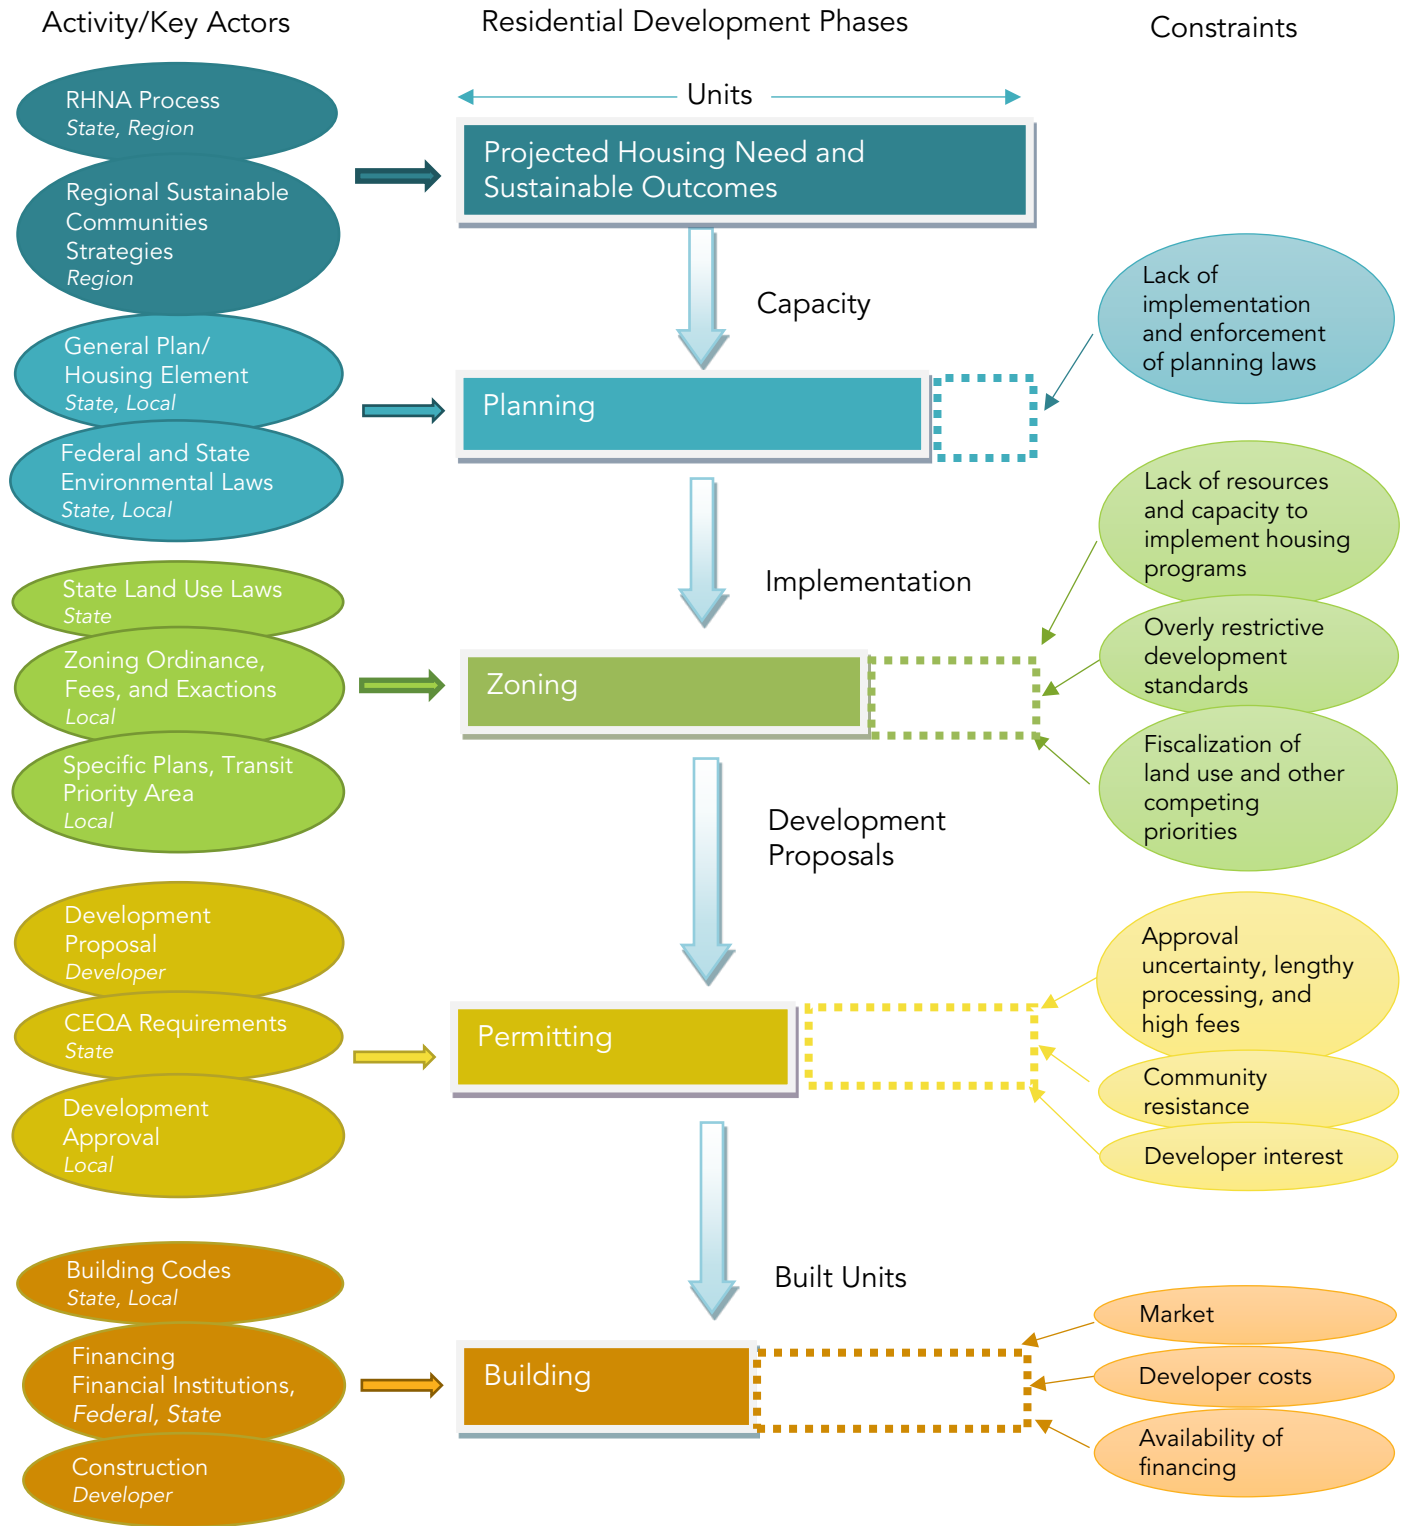 Activity/Key Actors
Residential Development Phases
Constraints
RHNA Process
State, Region
Regional Sustainable
Communities
Strategies
Region
Units
Projected Housing Need and
Sustainable Outcomes
Capacity
General Plan/
Housing Element
State, Local
Federal and State
Environmental Laws
State, Local
Planning
Lack of
implementation
and enforcement
of planning laws
Implementation
State Land Use Laws
State
Zoning Ordinance,
Fees, and Exactions
Local
Specific Plans, Transit
Priority Area
Local
Zoning
Lack of resources
and capacity to
implement housing
programs
Overly restrictive
development
standards
Fiscalization of
land use and other
competing
priorities
Development
Proposals
Development
Proposal
Developer
CEQA Requirements
State
Development
Approval
Local
Permitting
Approval
uncertainty, lengthy
processing, and
high fees
Community
resistance
Developer interest
Built Units
Building Codes
State, Local
Financing
Financial Institutions,
Federal, State
Construction
Developer
Building
Market
Developer costs
Availability of
financing